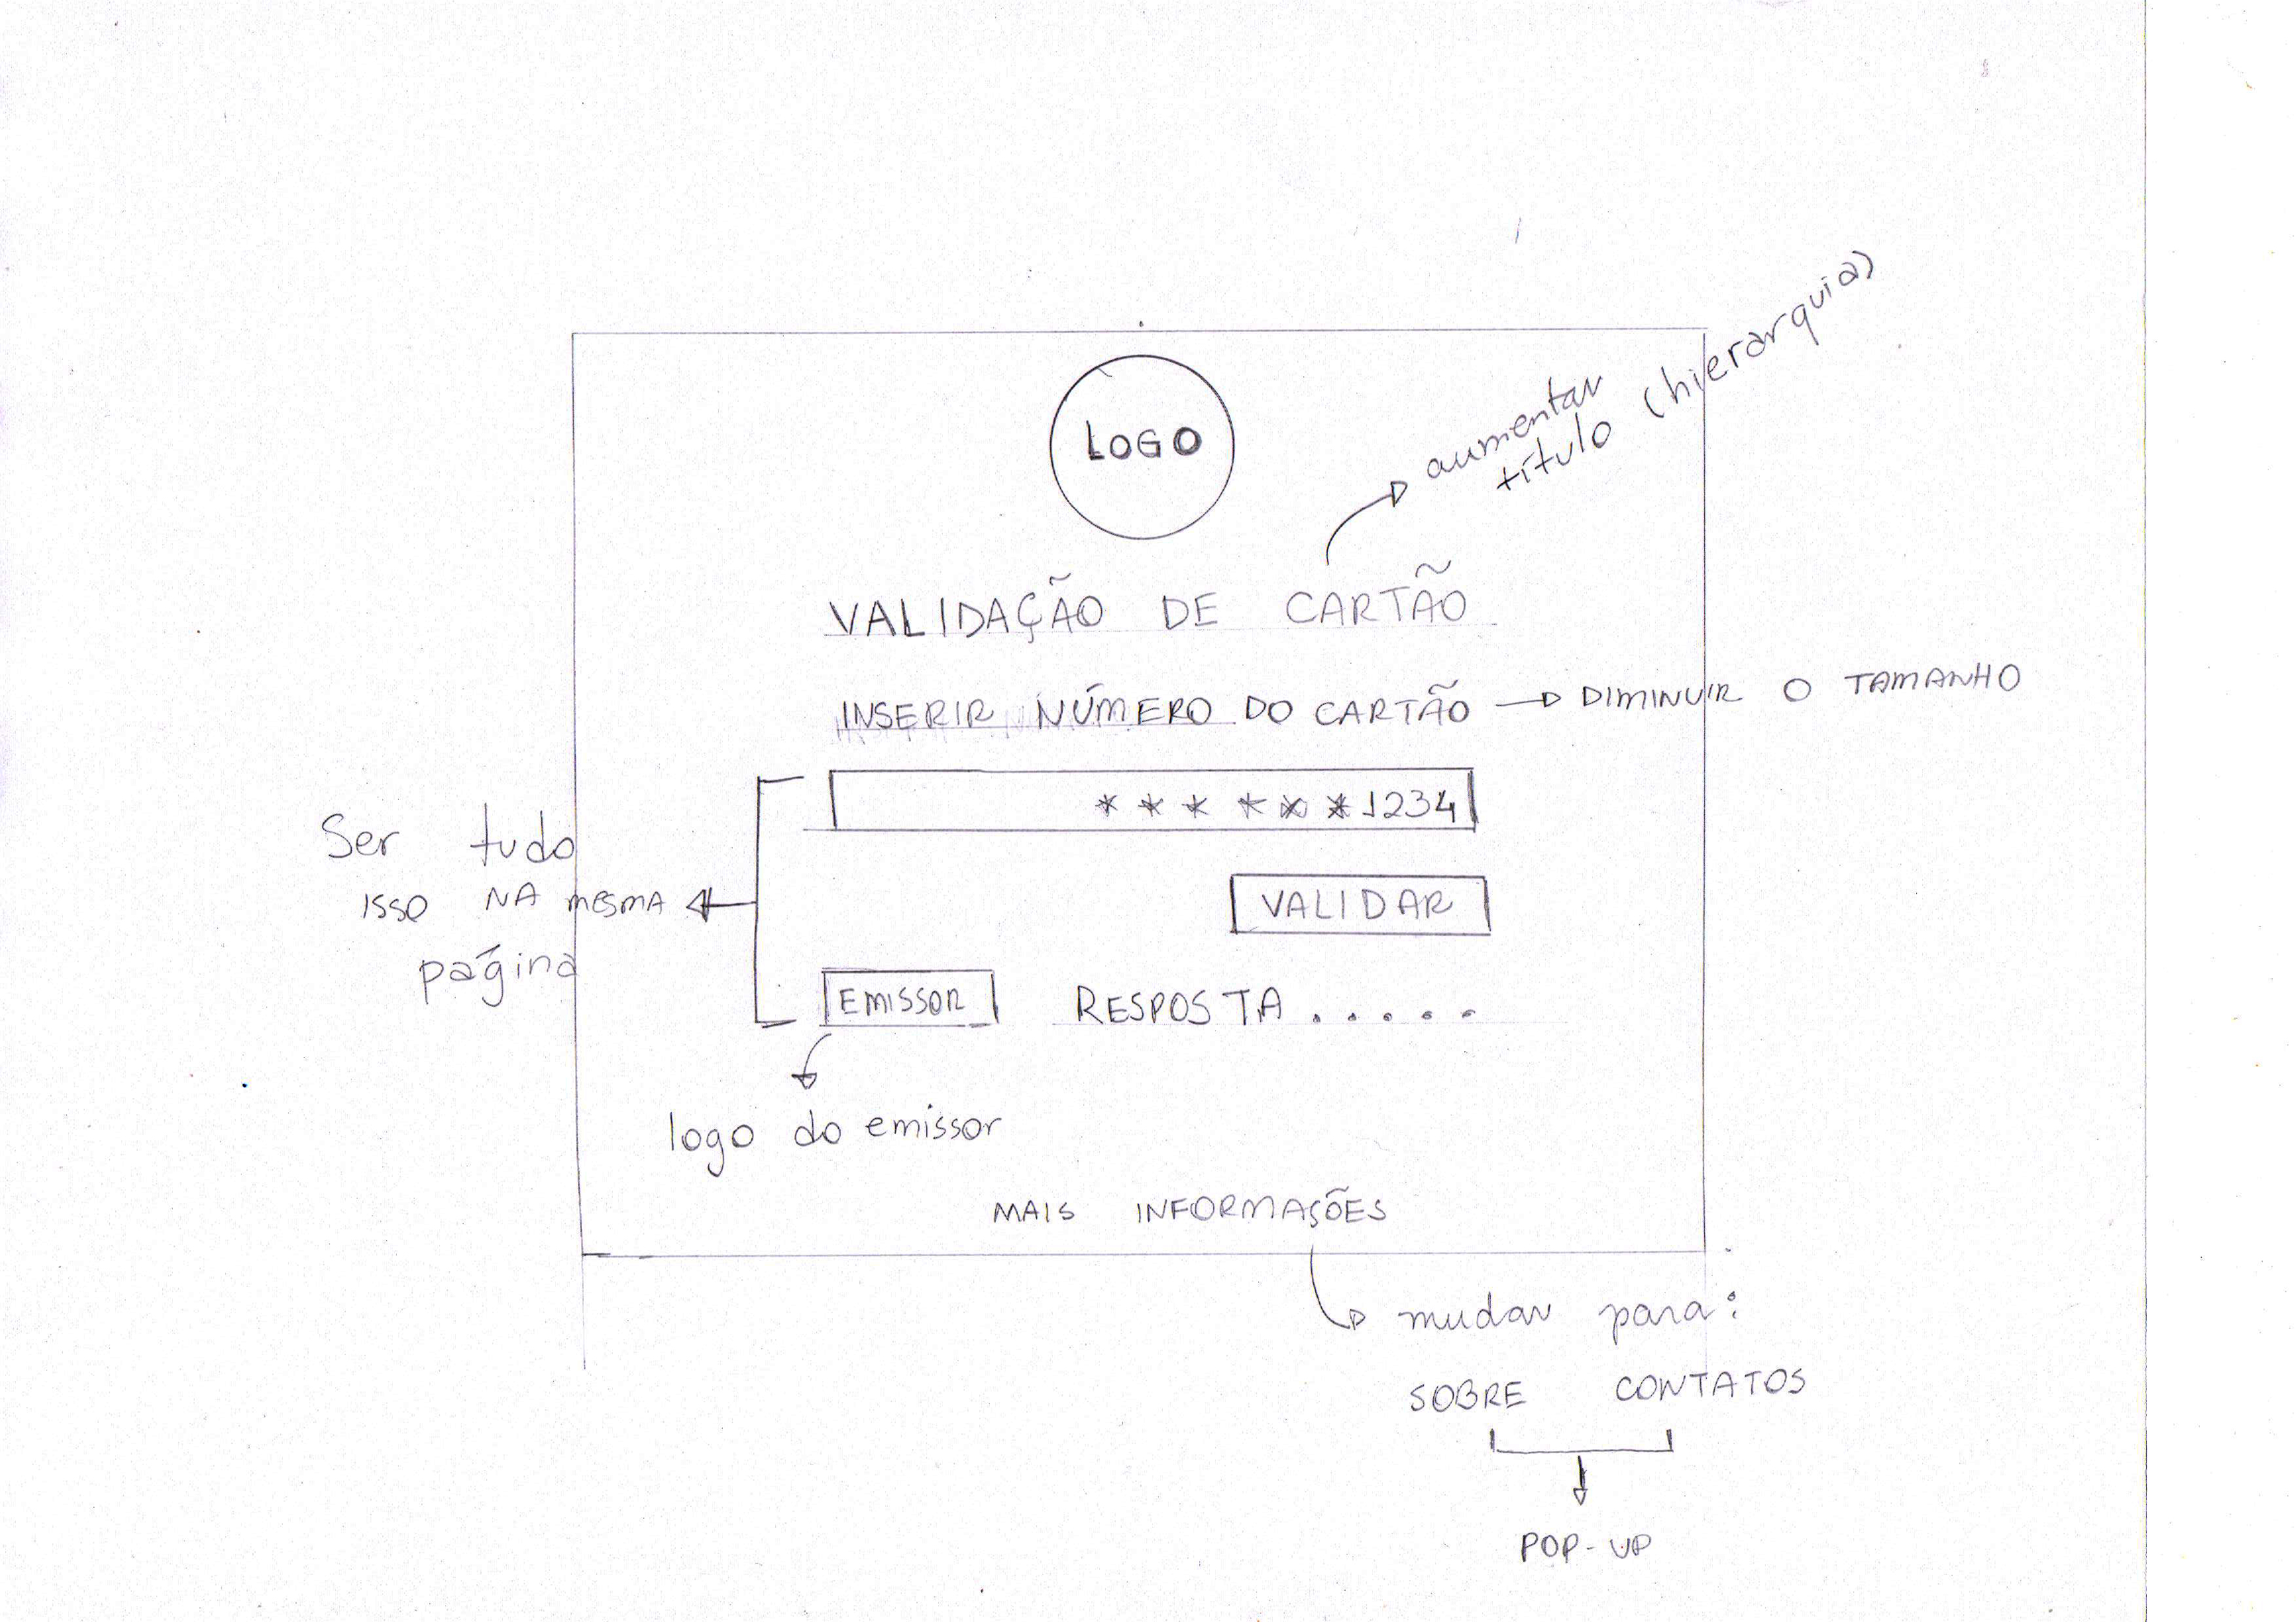 LOGO
aumentar
título (hierarquia)
VALIDAÇÃO DE CARTÃO
INSERIR NÚMERO DO CARTÃO
DIMINUIR O TAMANHO
* * * * * * 1234
Ser tudo
ISSO NA MESMA
página
VALIDAR
EMISSOR
RESPOSTA . . . . .
logo do emissor
MAIS INFORMAÇÕES
mudar para:
SOBRE CONTATOS
POP-UP